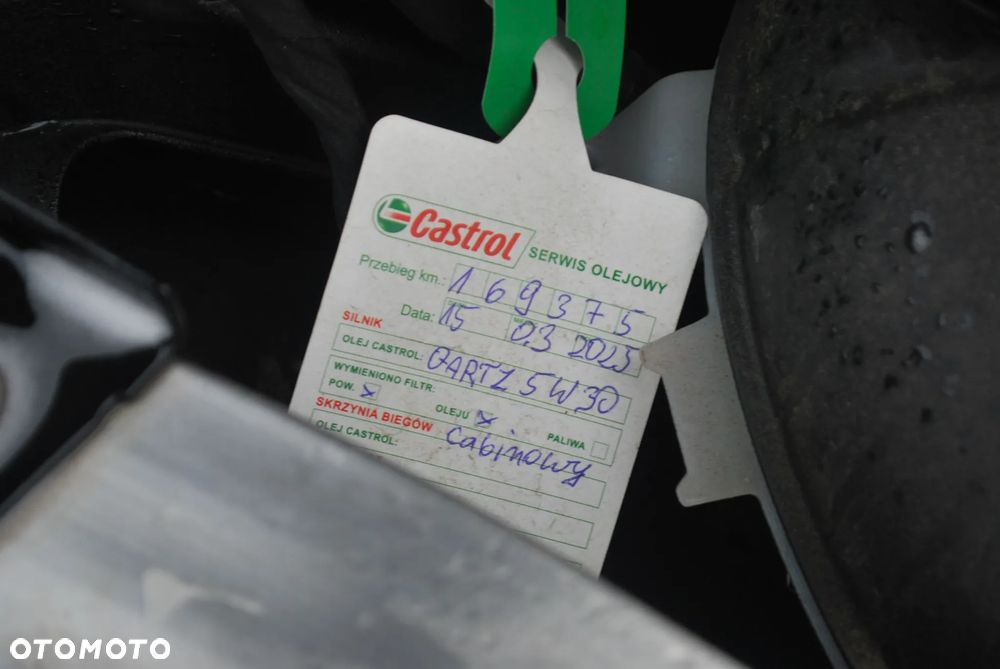 Castrol SERWIS OLEJOWY
Przebieg km.: 169375
Data: 15 03 2023
SILNIK
OLEJ CASTROL: QARTZ 5W30
WYMIENIONO FILTR:
POW. x OLEJU x PALIWA
SKRZYNIA BIEGÓW cabinowy
OLEJ CASTROL:
OTOMOTO